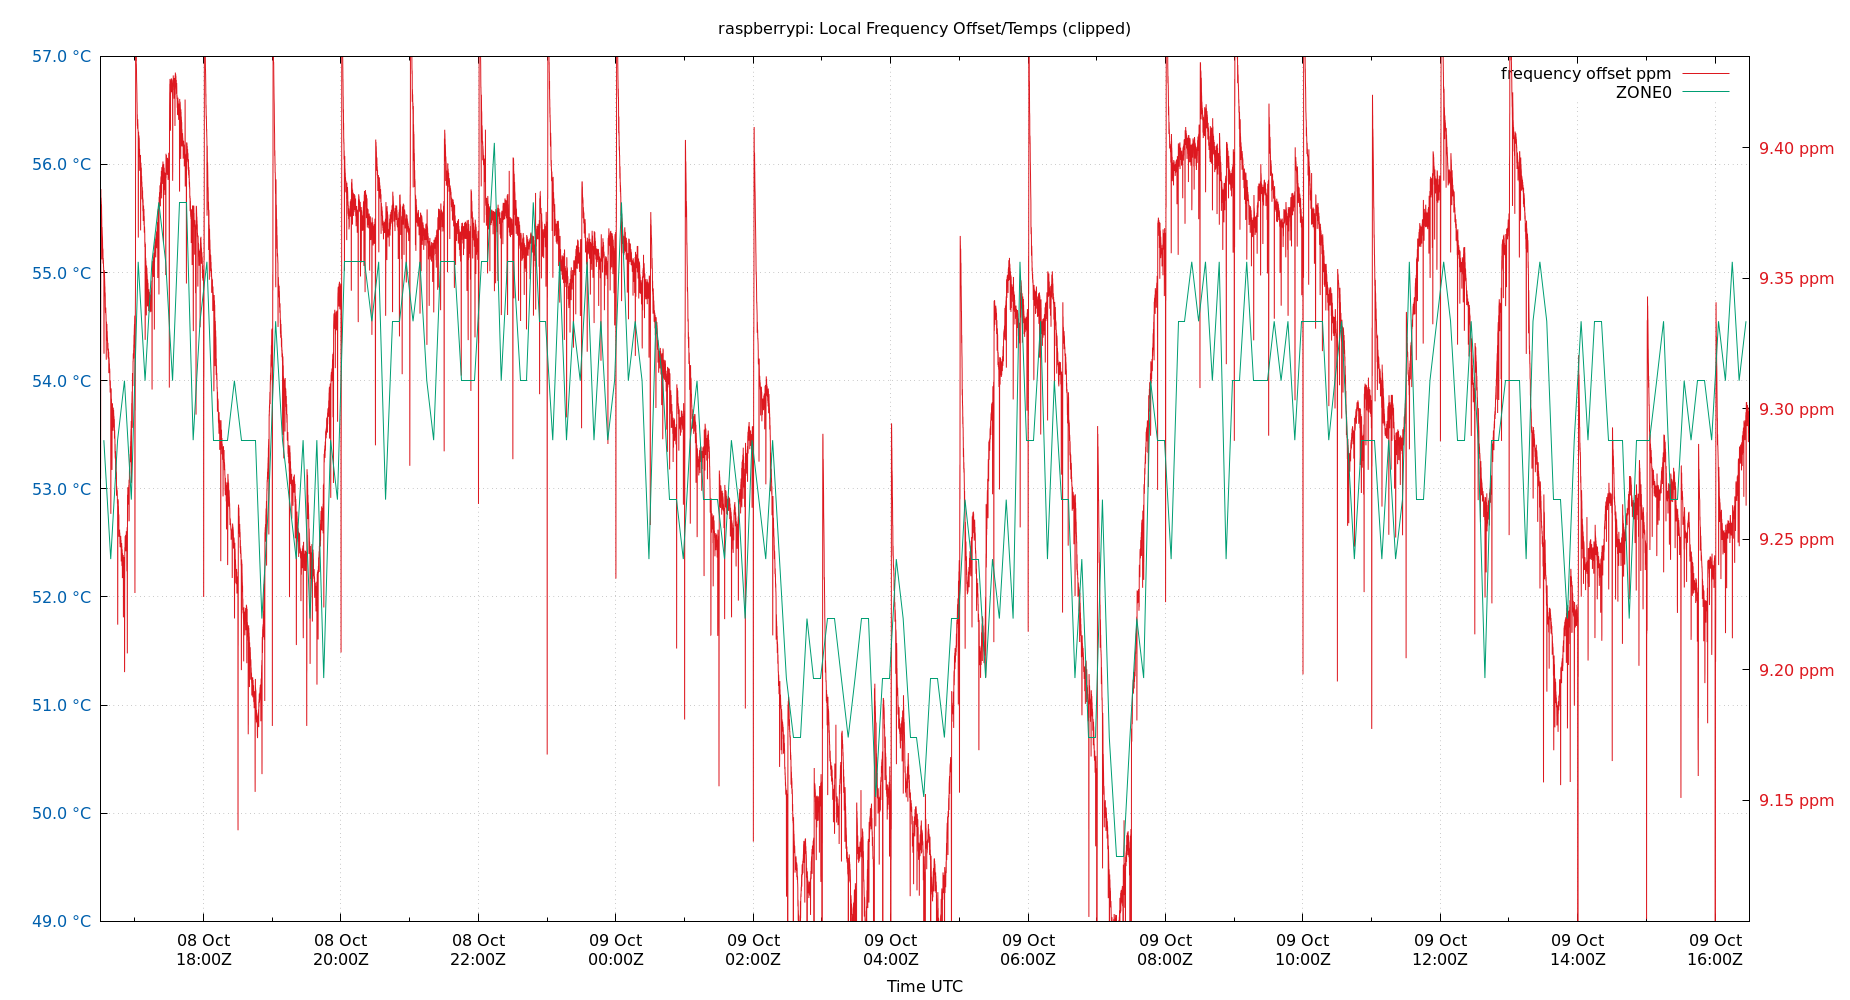 raspberrypi: Local Frequency Offset/Temps (clipped)
57.0 °C
56.0 °C
55.0 °C
54.0 °C
53.0 °C
52.0 °C
51.0 °C
50.0 °C
49.0 °C
frequency offset ppm
ZONE0
9.40 ppm
9.35 ppm
9.30 ppm
9.25 ppm
9.20 ppm
9.15 ppm
08 Oct 08 Oct 08 Oct 09 Oct 09 Oct 09 Oct 09 Oct 09 Oct 09 Oct 09 Oct 09 Oct 09 Oct
18:00Z 20:00Z 22:00Z 00:00Z 02:00Z 04:00Z 06:00Z 08:00Z 10:00Z 12:00Z 14:00Z 16:00Z
Time UTC